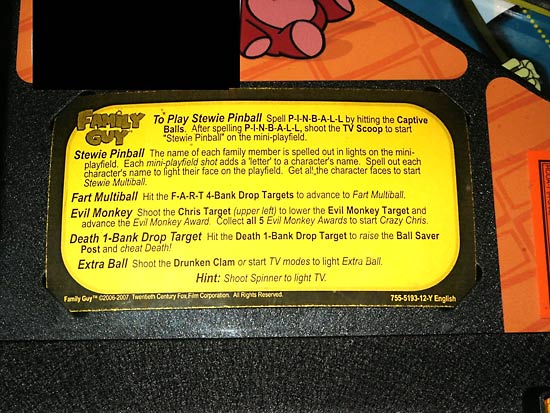 FAMILY GUY
To Play Stewie Pinball Spell P-I-N-B-A-L-L by hitting the Captive
Balls. After spelling P-I-N-B-A-L-L, shoot the TV Scoop to start
"Stewie Pinball" on the mini-playfield.
Stewie Pinball The name of each family member is spelled out in lights on the mini-
playfield. Each mini-playfield shot adds a 'letter' to a character's name. Spell out each
character's name to light their face on the playfield. Get all the character faces to start
Stewie Multiball.
Fart Multiball Hit the F-A-R-T 4-Bank Drop Targets to advance to Fart Multiball.
Evil Monkey Shoot the Chris Target (upper left) to lower the Evil Monkey Target and
advance the Evil Monkey Award. Collect all 5 Evil Monkey Awards to start Crazy Chris.
Death 1-Bank Drop Target Hit the Death 1-Bank Drop Target to raise the Ball Saver
Post and cheat Death!
Extra Ball Shoot the Drunken Clam or start TV modes to light Extra Ball.
Hint: Shoot Spinner to light TV.
Family Guy™ ©2006-2007. Twentieth Century Fox Film Corporation. All Rights Reserved. 755-5193-12-Y English